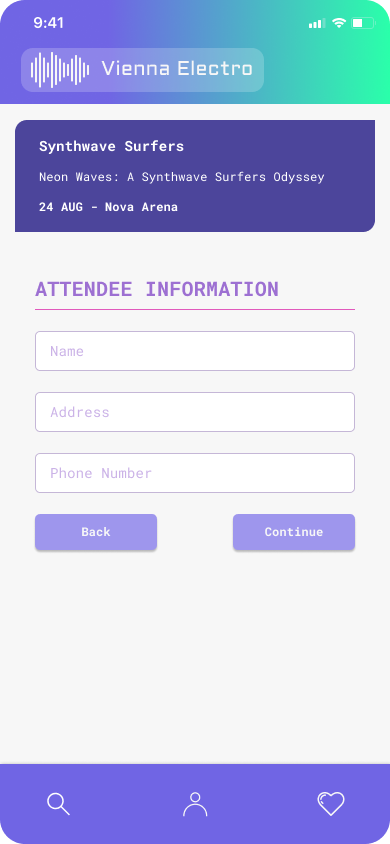 9:41
Vienna Electro
Synthwave Surfers
Neon Waves: A Synthwave Surfers Odyssey
24 AUG - Nova Arena
ATTENDEE INFORMATION
Name
Address
Phone Number
Back
Continue